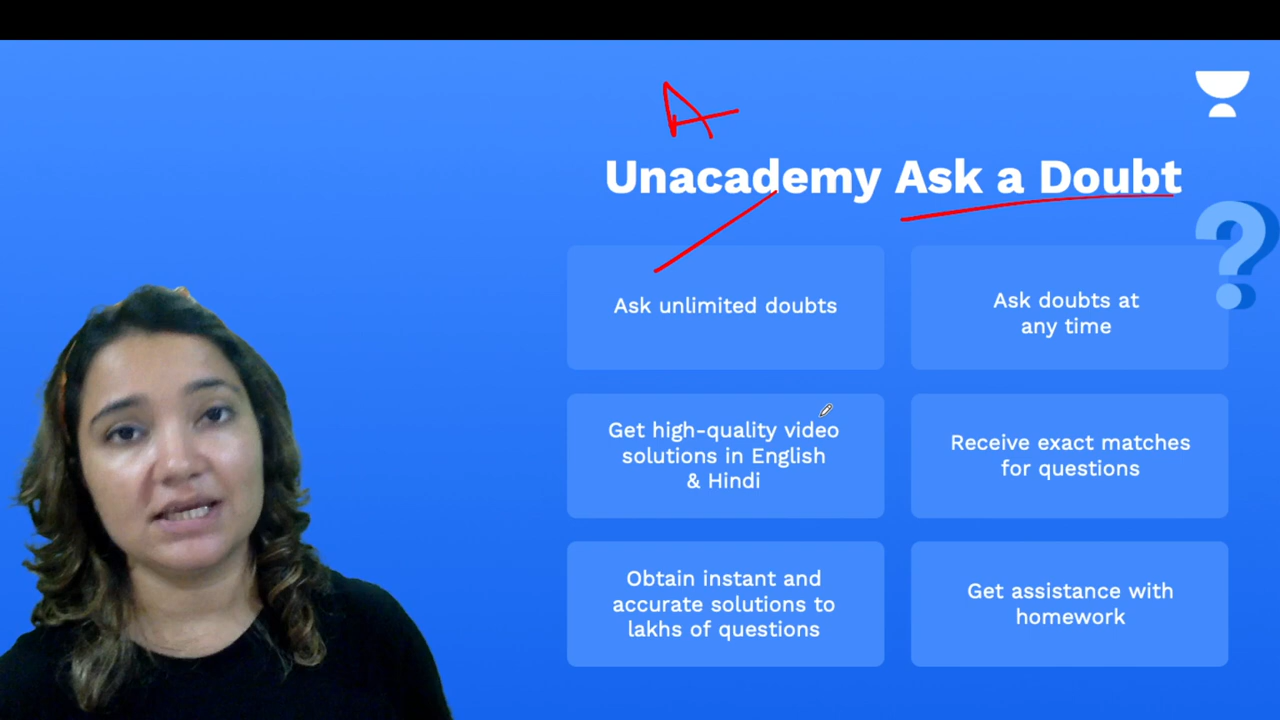 A
Unacademy Ask a Doubt
Ask unlimited doubts
Ask doubts at
any time
Get high-quality video
solutions in English
& Hindi
Receive exact matches
for questions
Obtain instant and
accurate solutions to
lakhs of questions
Get assistance with
homework